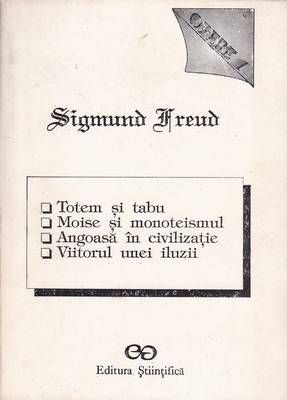 OPERE 1
Sigmund Freud
Totem și tabu
Moise și monoteismul
Angoasă în civilizație
Viitorul unei iluzii
Editura Științifică